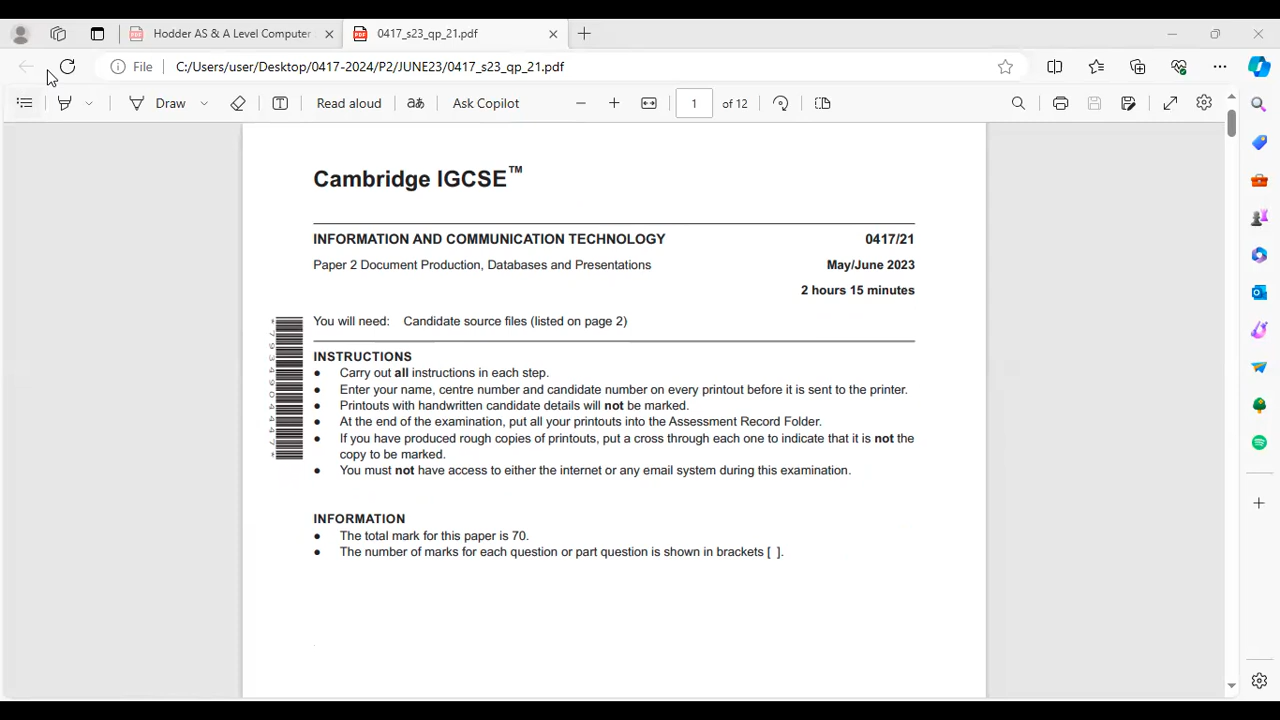 Hodder AS & A Level Computer
0417_s23_qp_21.pdf
File
C:/Users/user/Desktop/0417-2024/P2/JUNE23/0417_s23_qp_21.pdf
Draw
Read aloud
aあ
Ask Copilot
1
of 12
Cambridge IGCSE™
INFORMATION AND COMMUNICATION TECHNOLOGY 0417/21
Paper 2 Document Production, Databases and Presentations May/June 2023
2 hours 15 minutes
You will need: Candidate source files (listed on page 2)
INSTRUCTIONS
● Carry out all instructions in each step.
● Enter your name, centre number and candidate number on every printout before it is sent to the printer.
● Printouts with handwritten candidate details will not be marked.
● At the end of the examination, put all your printouts into the Assessment Record Folder.
● If you have produced rough copies of printouts, put a cross through each one to indicate that it is not the
copy to be marked.
● You must not have access to either the internet or any email system during this examination.
INFORMATION
● The total mark for this paper is 70.
● The number of marks for each question or part question is shown in brackets [ ].